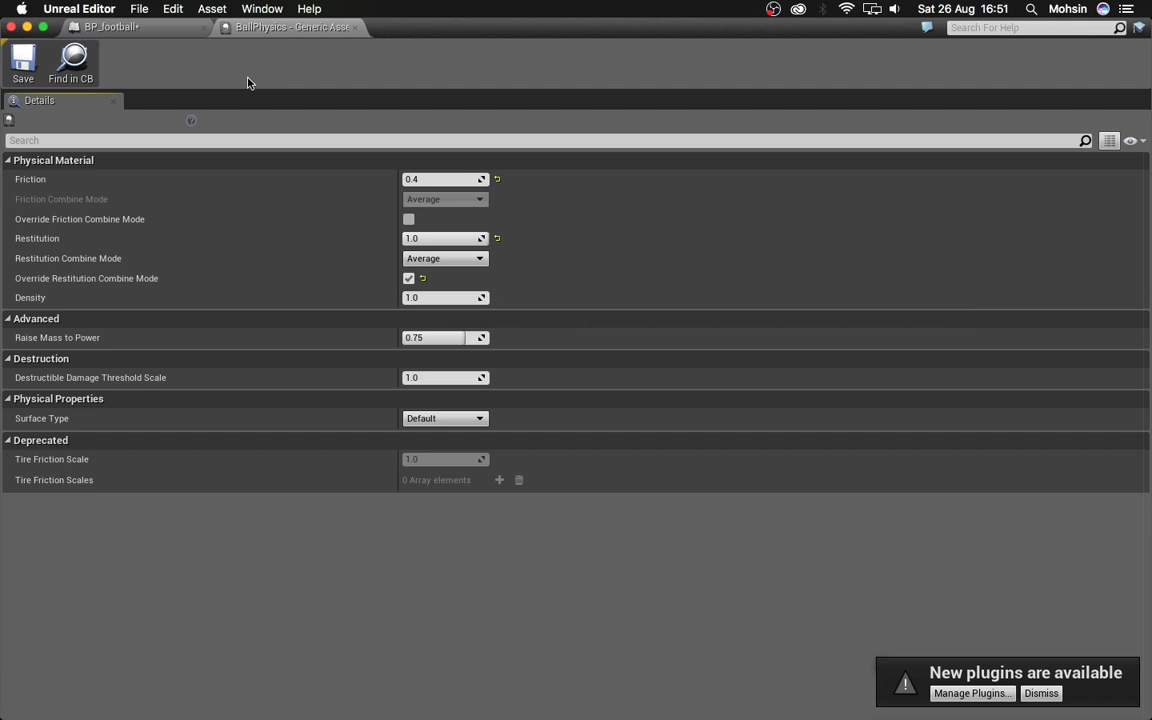 Unreal Editor File Edit Asset Window Help Sat 26 Aug 16:51 Mohsin
BP_football• BallPhysics - Generic Asse Search For Help
Save Find in CB
Details
Search
Physical Material
Friction 0.4
Friction Combine Mode Average
Override Friction Combine Mode
Restitution 1.0
Restitution Combine Mode Average
Override Restitution Combine Mode
Density 1.0
Advanced
Raise Mass to Power 0.75
Destruction
Destructible Damage Threshold Scale 1.0
Physical Properties
Surface Type Default
Deprecated
Tire Friction Scale 1.0
Tire Friction Scales 0 Array elements
New plugins are available
Manage Plugins... Dismiss